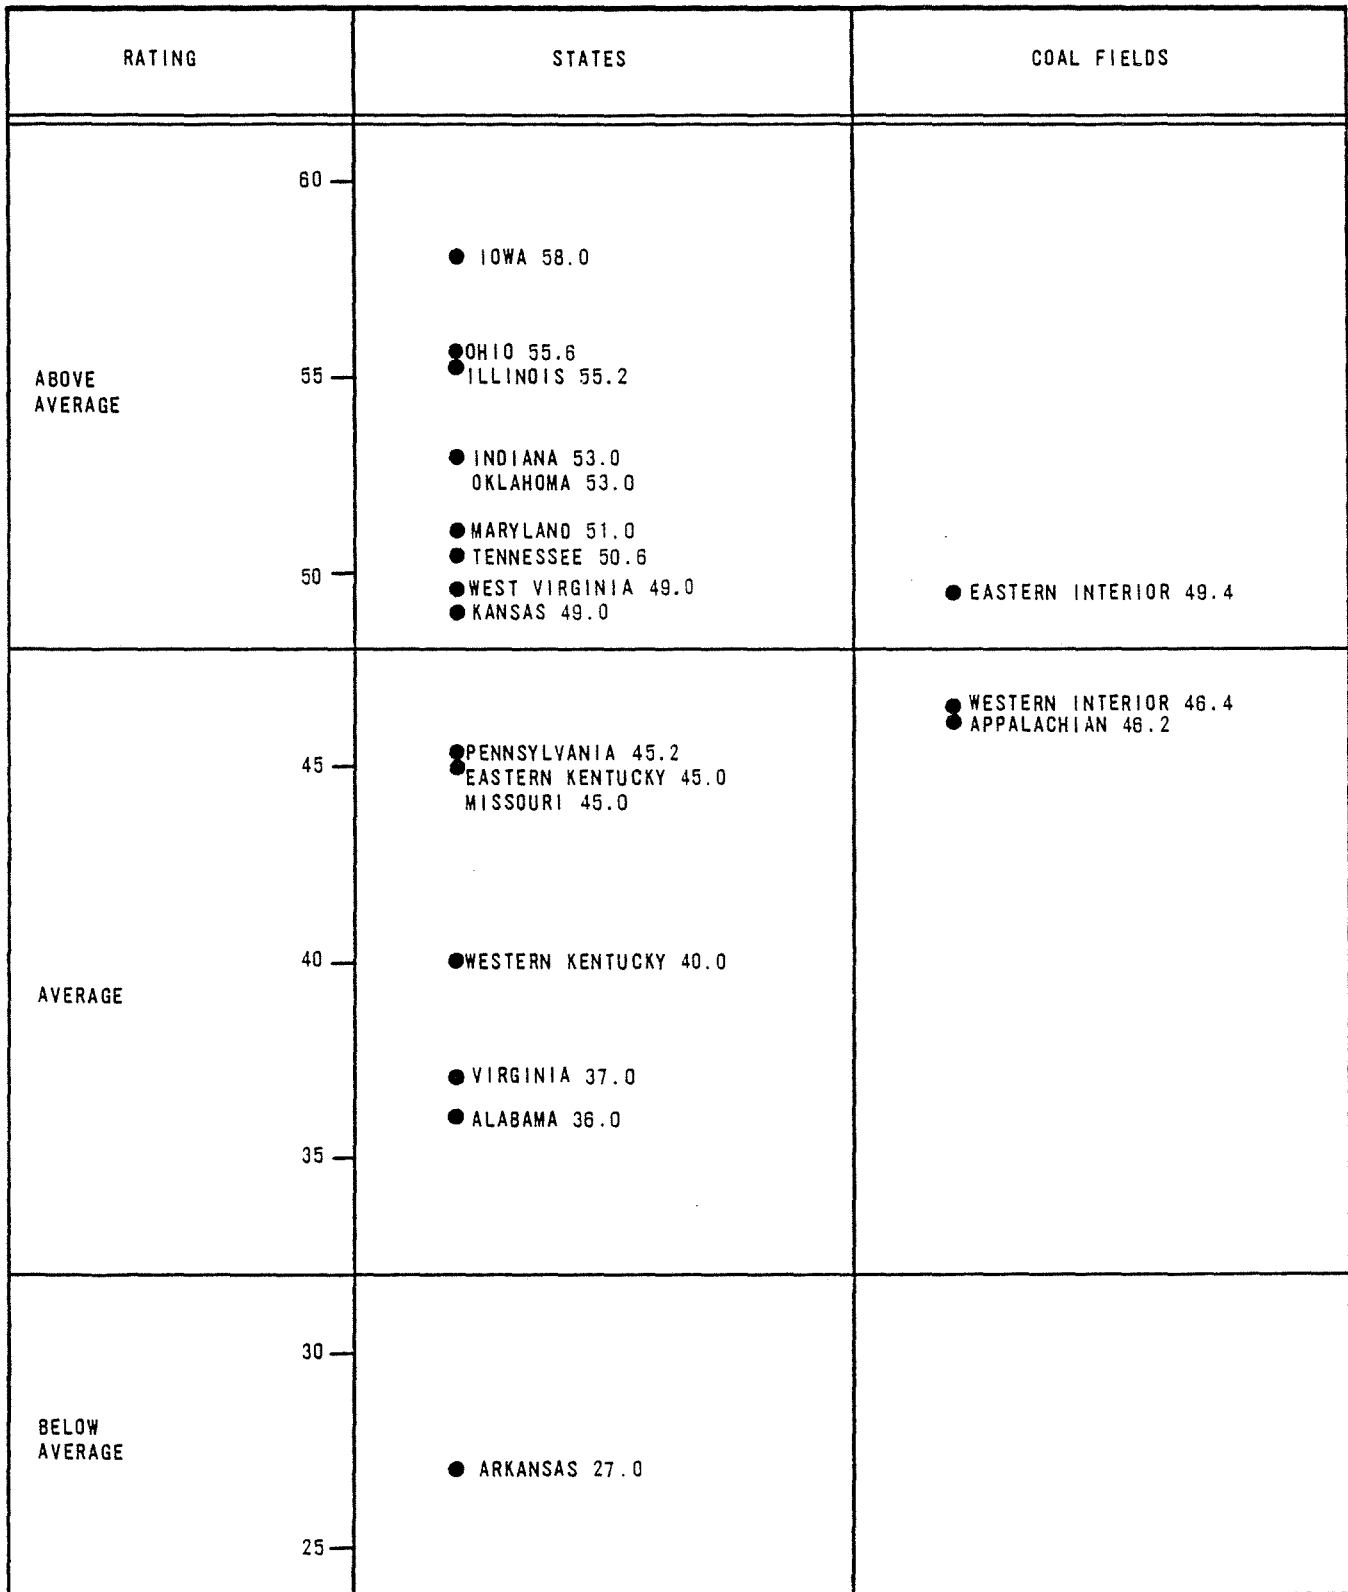 RATING STATES COAL FIELDS
60
IOWA 58.0
OHIO 55.6
55
ILLINOIS 55.2
ABOVE
AVERAGE
INDIANA 53.0
OKLAHOMA 53.0
MARYLAND 51.0
TENNESSEE 50.6
50
WEST VIRGINIA 49.0
EASTERN INTERIOR 49.4
KANSAS 49.0
WESTERN INTERIOR 46.4
APPALACHIAN 46.2
PENNSYLVANIA 45.2
45
EASTERN KENTUCKY 45.0
MISSOURI 45.0
40
WESTERN KENTUCKY 40.0
AVERAGE
VIRGINIA 37.0
ALABAMA 36.0
35
30
BELOW
AVERAGE
ARKANSAS 27.0
25